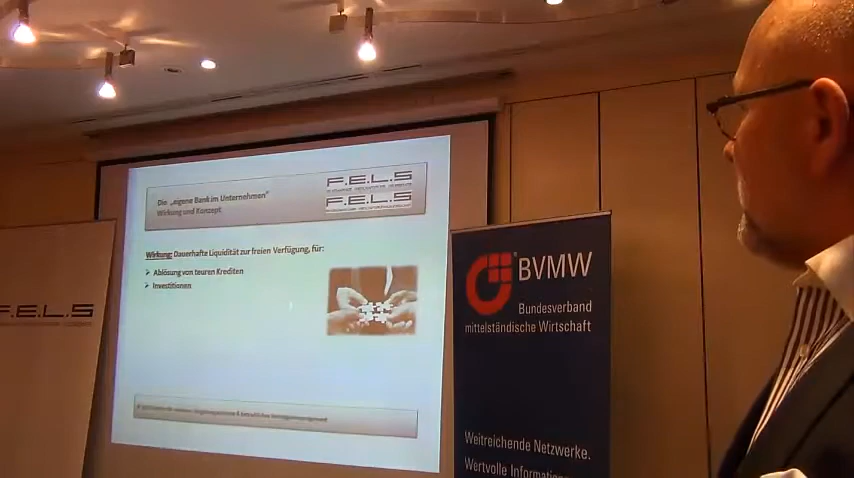 Die „eigene Bank im Unternehmen"
Wirkung und Konzept
F.E.L.S
F.E.L.S
Wirkung: Dauerhafte Liquidität zur freien Verfügung, für:
Ablösung von teuren Krediten
Investitionen
F.E.L.S
BVMW
Bundesverband
mittelständische Wirtschaft
Weitreichende Netzwerke.
Wertvolle